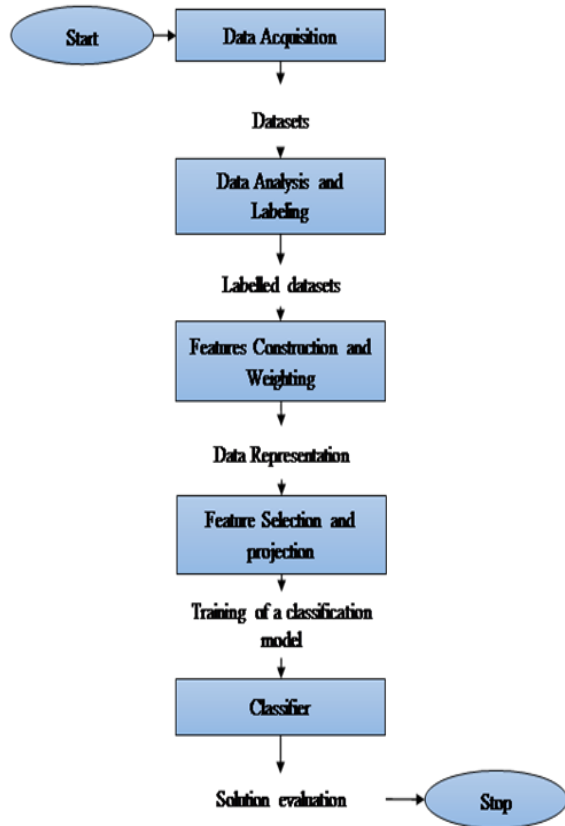 Start
Data Acquisition
Datasets
Data Analysis and
Labeling
Labelled datasets
Features Construction and
Weighting
Data Representation
Feature Selection and
projection
Training of a classification
model
Classifier
Solution evaluation
Stop